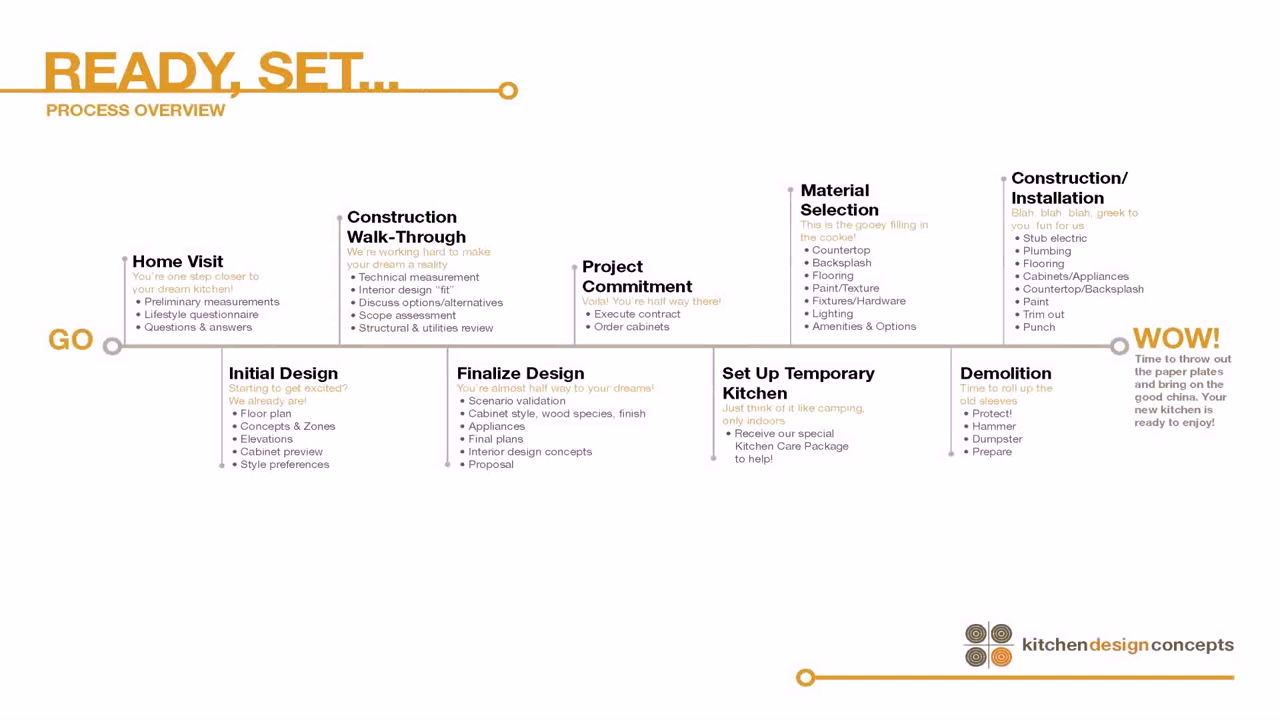 READY, SET...
PROCESS OVERVIEW
GO
Home Visit
You're one step closer to
your dream kitchen!
• Preliminary measurements
• Lifestyle questionnaire
• Questions & answers
Initial Design
Starting to get excited?
We already are!
• Floor plan
• Concepts & Zones
• Elevations
• Cabinet preview
• Style preferences
Construction
Walk-Through
We're working hard to make
your dream a reality
• Technical measurement
• Interior design "fit"
• Discuss options/alternatives
• Scope assessment
• Structural & utilities review
Finalize Design
You're almost half way to your dreams!
• Scenario validation
• Cabinet style, wood species, finish
• Appliances
• Final plans
• Interior design concepts
• Proposal
Project
Commitment
Voila! You're half way there!
• Execute contract
• Order cabinets
Set Up Temporary
Kitchen
Just think of it like camping,
only indoors
• Receive our special
Kitchen Care Package
to help!
Material
Selection
This is the gooey filling in
the cookie!
• Countertop
• Backsplash
• Flooring
• Paint/Texture
• Fixtures/Hardware
• Lighting
• Amenities & Options
Demolition
Time to roll up the
old sleeves
• Protect!
• Hammer
• Dumpster
• Prepare
Construction/
Installation
Blah, blah, blah, greek to
you, fun for us
• Stub electric
• Plumbing
• Flooring
• Cabinets/Appliances
• Countertop/Backsplash
• Paint
• Trim out
• Punch
WOW!
Time to throw out
the paper plates
and bring on the
good china. Your
new kitchen is
ready to enjoy!
kitchendesignconcepts